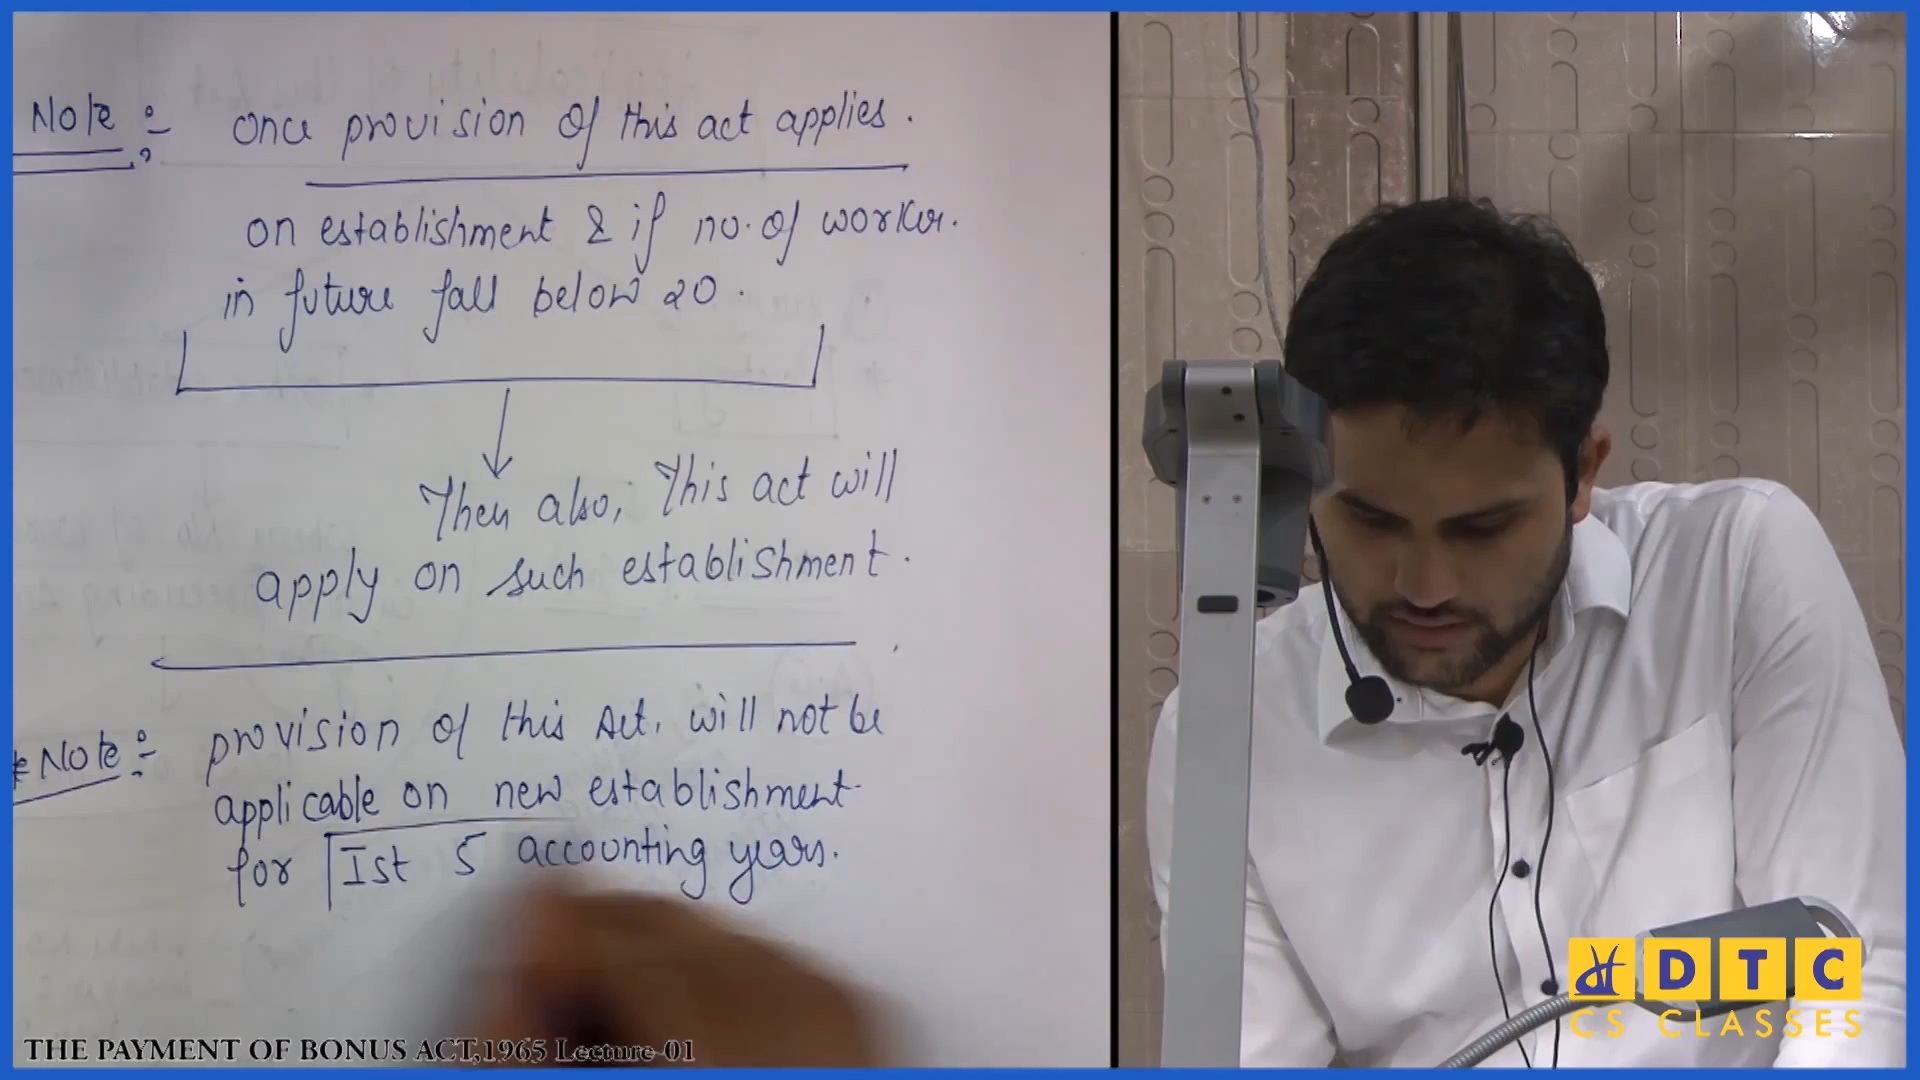 Note :-
once provision of this act applies.
on establishment & if no. of worker.
in future fall below 20.
Then also, This act will
apply on such establishment.
* Note :-
provision of this Act. will not be
applicable on new establishment
for Ist 5 accounting years.
THE PAYMENT OF BONUS ACT,1965 Lecture-01
DTC
CS CLASSES